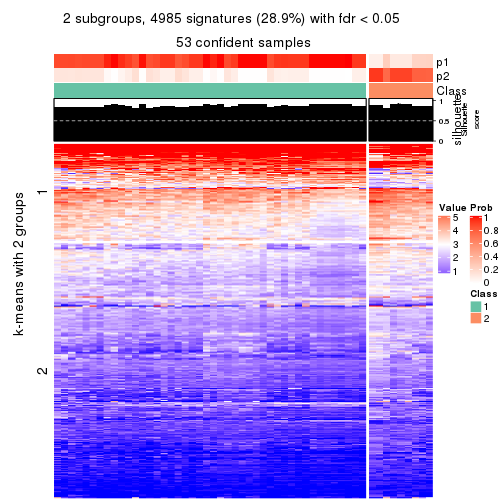 2 subgroups, 4985 signatures (28.9%) with fdr < 0.05
53 confident samples
p1
p2
Class
1
0.5
0
silhouette
Silhouette
score
k-means with 2 groups
1
2
Value
5
4
3
2
1
Prob
1
0.8
0.6
0.4
0.2
0
Class
1
2